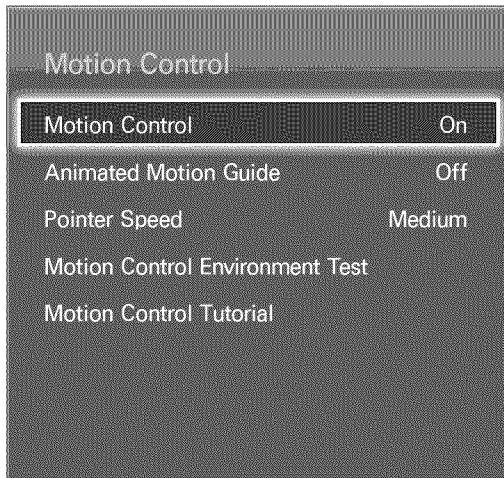 Motion Control
Motion Control On
Animated Motion Guide Off
Pointer Speed Medium
Motion Control Environment Test
Motion Control Tutorial